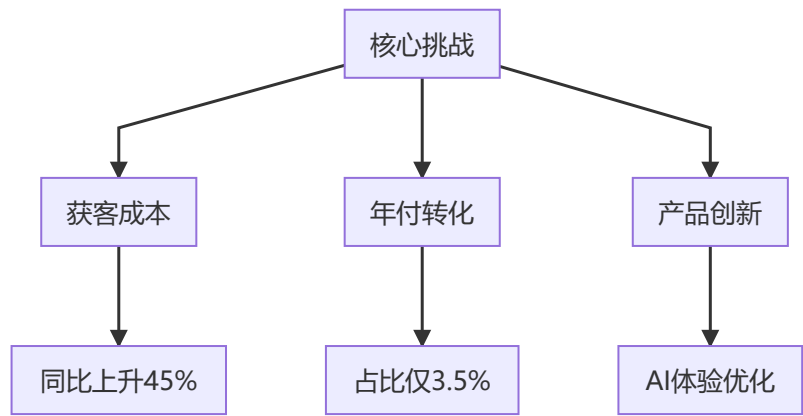 核心挑战
获客成本
年付转化
产品创新
同比上升45%
占比仅3.5%
AI体验优化